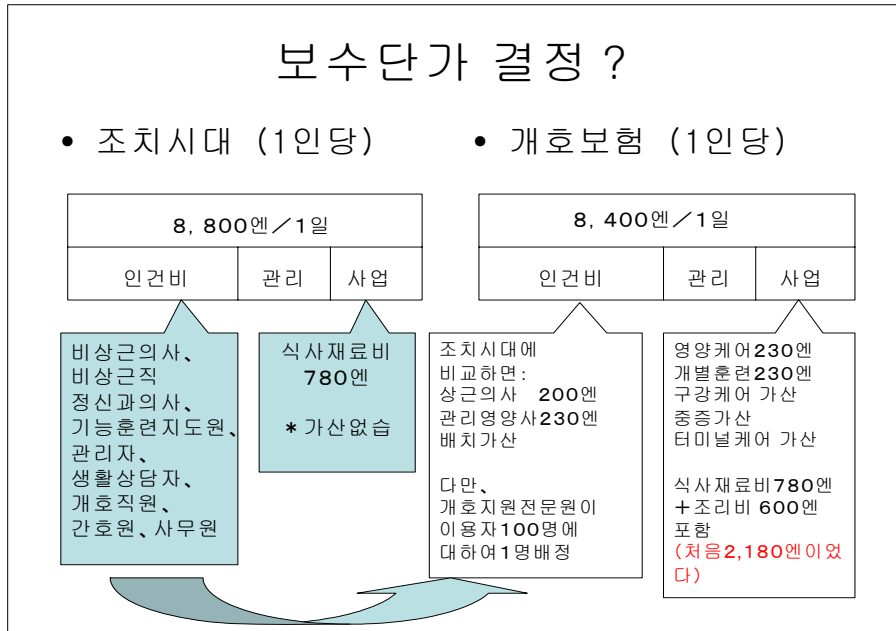 보수단가 결정?
• 조치시대 (1인당)
8, 800엔／1일
인건비 관리 사업
비상근의사、
비상근직
정신과의사、
기능훈련지도원、
관리자、
생활상담자、
개호직원、
간호원、사무원
식사재료비
780엔
*가산없습
• 개호보험 (1인당)
8, 400엔／1일
인건비 관리 사업
조치시대에
비교하면:
상근의사 200엔
관리영양사230엔
배치가산
다만、
개호지원전문원이
이용자100명에
대하여1명배정
영양케어230엔
개별훈련230엔
구강케어 가산
중증가산
터미널케어 가산
식사재료비780엔
＋조리비 600엔
포함
(처음2,180엔이었
다)